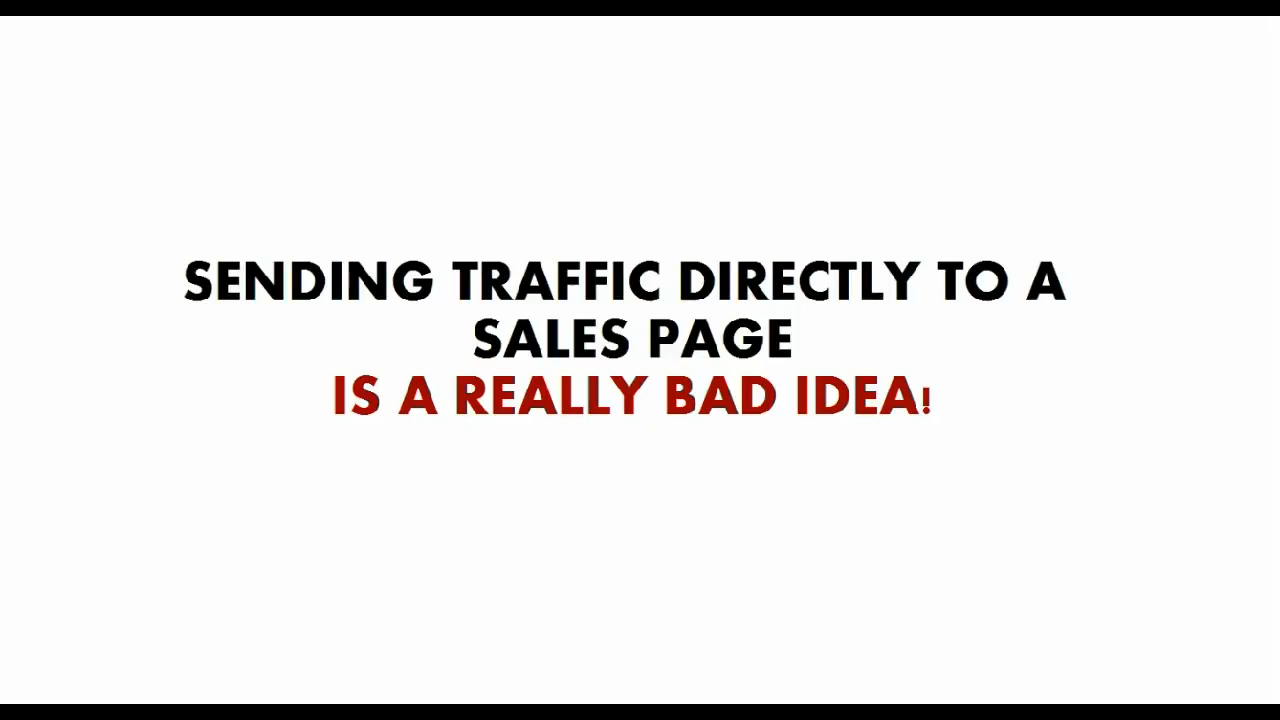 SENDING TRAFFIC DIRECTLY TO A
SALES PAGE
IS A REALLY BAD IDEA!